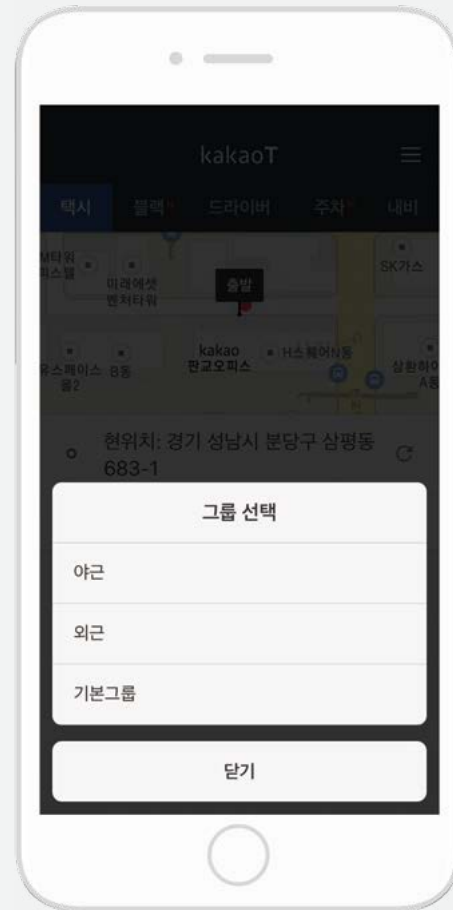 kakaoT
택시 블랙 드라이버 주차 내비
미래에셋
벤처타워
SK가스
출발
kakao
판교오피스
H스퀘어N동
B동
현위치: 경기 성남시 분당구 삼평동
683-1
그룹 선택
야근
외근
기본그룹
닫기